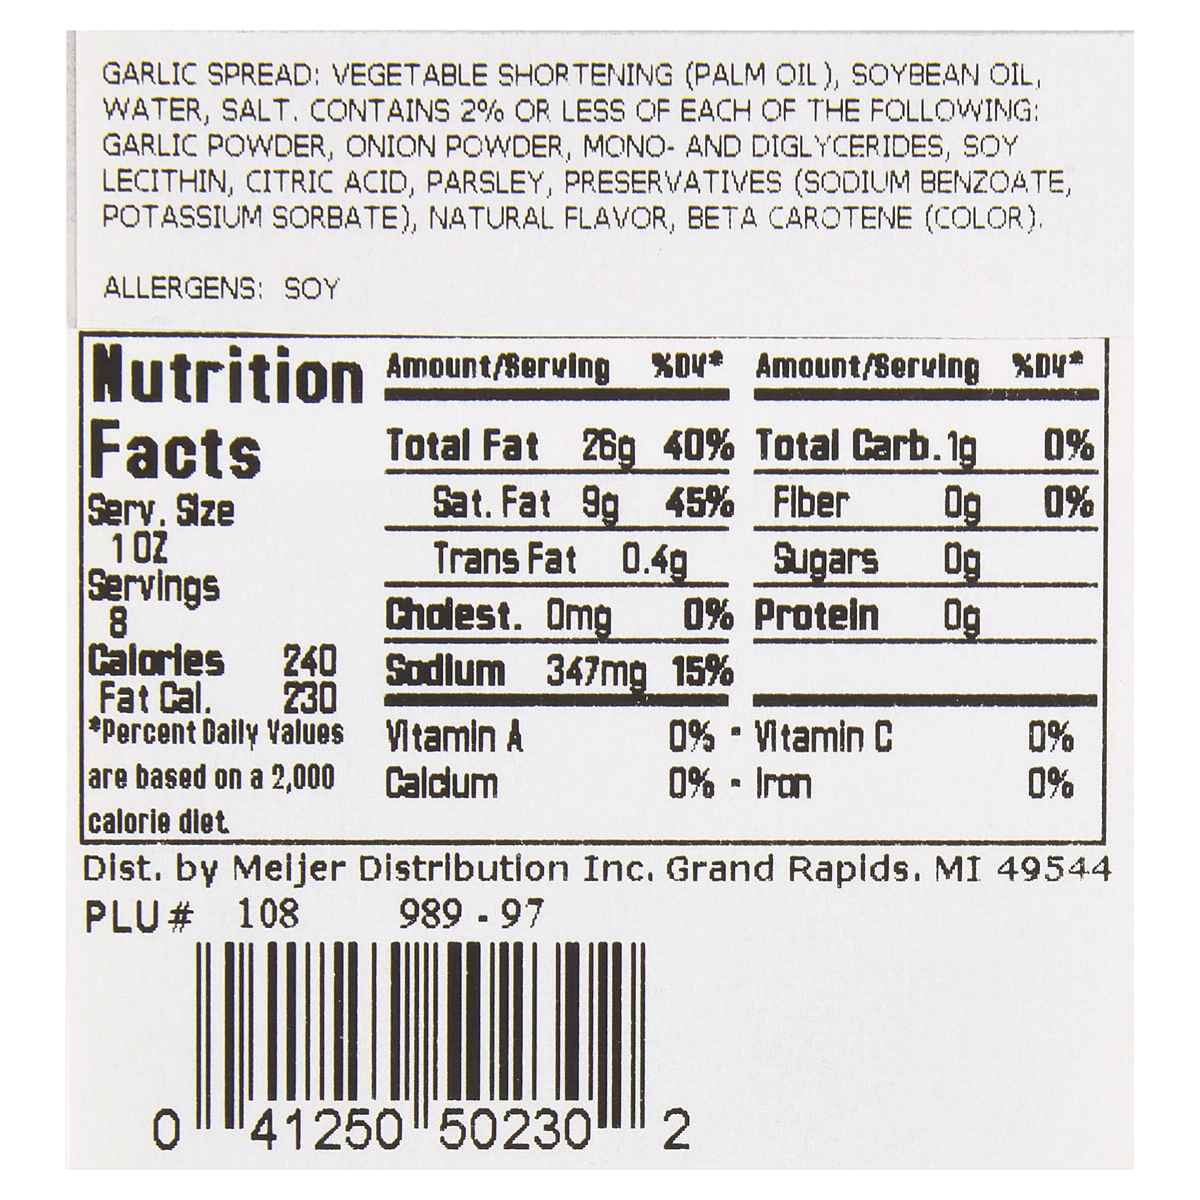 GARLIC SPREAD: VEGETABLE SHORTENING (PALM OIL), SOYBEAN OIL,
WATER, SALT. CONTAINS 2% OR LESS OF EACH OF THE FOLLOWING:
GARLIC POWDER, ONION POWDER, MONO- AND DIGLYCERIDES, SOY
LECITHIN, CITRIC ACID, PARSLEY, PRESERVATIVES (SODIUM BENZOATE,
POTASSIUM SORBATE), NATURAL FLAVOR, BETA CAROTENE (COLOR).
ALLERGENS: SOY
Nutrition
Facts
Serv. Size
1 OZ
Servings
8
Calories 240
Fat Cal. 230
*Percent Daily Values
are based on a 2,000
calorie diet.
Amount/Serving %DV*
Total Fat 26g 40%
Sat. Fat 9g 45%
Trans Fat 0.4g
Cholest. 0mg 0%
Sodium 347mg 15%
Amount/Serving %DV*
Total Carb. 1g 0%
Fiber 0g 0%
Sugars 0g
Protein 0g
Vitamin A 0% • Vitamin C 0%
Calcium 0% • Iron 0%
Dist. by Meijer Distribution Inc. Grand Rapids. MI 49544
PLU# 108 989 - 97
0 41250 50230 2